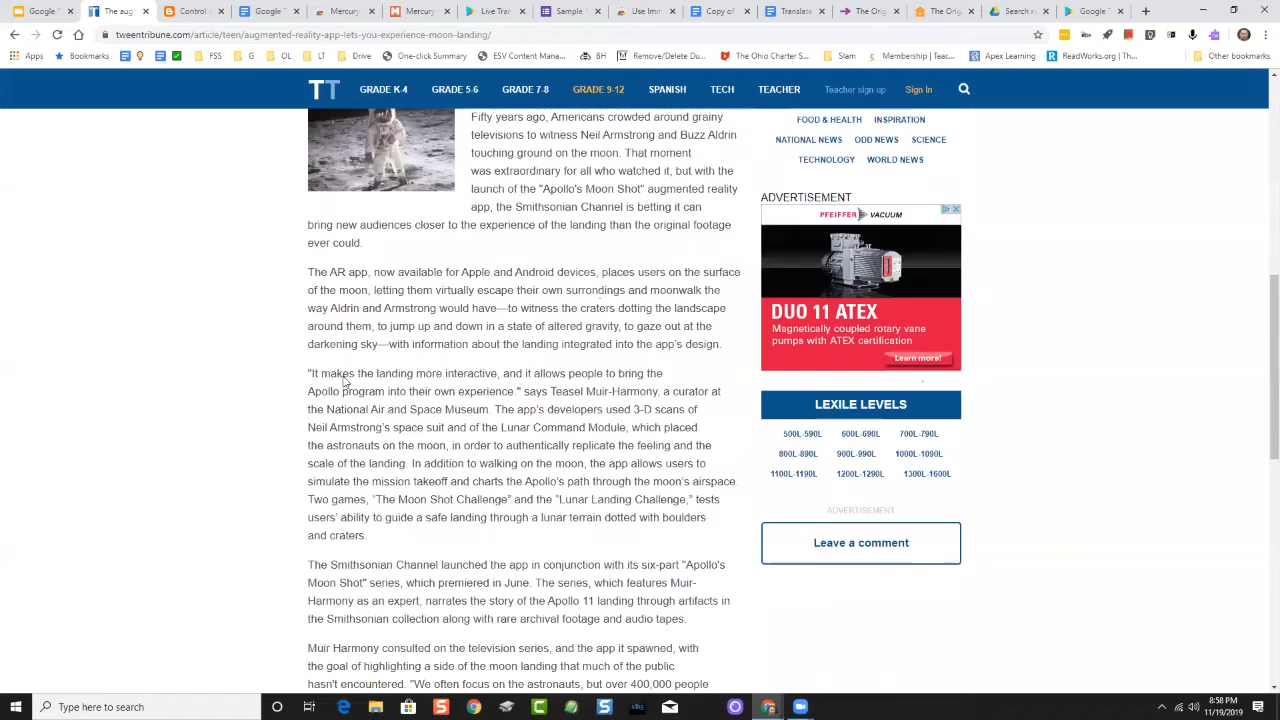 Googl
The aug
Control
Google
Mercur
Mercur
Live Tra
Sample
Transcr
Copy o
Translat
Search
Google
tweentribune.com/article/teen/augmented-reality-app-lets-you-experience-moon-landing/
Apps
Bookmarks
FSS
G
OL
LT
Drive
One-click Summary
ESV Content Mana...
BH
Remove/Delete Du...
The Ohio Charter S...
Slam
Membership | Teac...
Apex Learning
ReadWorks.org | Th...
Other bookmarks
TT GRADE K-4 GRADE 5-6 GRADE 7-8 GRADE 9-12 SPANISH TECH TEACHER Teacher sign up Sign In
Fifty years ago, Americans crowded around grainy
televisions to witness Neil Armstrong and Buzz Aldrin
touching ground on the moon. That moment
was extraordinary for all who watched it, but with the
launch of the "Apollo's Moon Shot" augmented reality
app, the Smithsonian Channel is betting it can
bring new audiences closer to the experience of the landing than the original footage
ever could.
The AR app, now available for Apple and Android devices, places users on the surface
of the moon, letting them virtually escape their own surroundings and moonwalk the
way Aldrin and Armstrong would have—to witness the craters dotting the landscape
around them, to jump up and down in a state of altered gravity, to gaze out at the
darkening sky—with information about the landing integrated into the app's design.
"It makes the landing more interactive, and it allows people to bring the
Apollo program into their own experience." says Teasel Muir-Harmony, a curator at
the National Air and Space Museum. The app's developers used 3-D scans of
Neil Armstrong's space suit and of the Lunar Command Module, which placed
the astronauts on the moon, in order to authentically replicate the feeling and the
scale of the landing. In addition to walking on the moon, the app allows users to
simulate the mission takeoff and charts the Apollo's path through the moon's airspace.
Two games, "The Moon Shot Challenge" and the "Lunar Landing Challenge," tests
users' ability to guide a safe landing through a lunar terrain dotted with boulders
and craters.
The Smithsonian Channel launched the app in conjunction with its six-part "Apollo's
Moon Shot" series, which premiered in June. The series, which features Muir-
Harmony as an expert, narrates the story of the Apollo 11 landing through artifacts in
the Smithsonian collection along with rare archival footage and audio tapes.
Muir Harmony consulted on the television series, and the app it spawned, with
the goal of highlighting a side of the moon landing that much of the public
hasn't encountered. "We often focus on the astronauts, but over 400,000 people
FOOD & HEALTH INSPIRATION
NATIONAL NEWS ODD NEWS SCIENCE
TECHNOLOGY WORLD NEWS
ADVERTISEMENT
PFEIFFER VACUUM
DUO 11 ATEX
Magnetically coupled rotary vane
pumps with ATEX certification
Learn more!
LEXILE LEVELS
500L-590L 600L-690L 700L-790L
800L-890L 900L-990L 1000L-1090L
1100L-1190L 1200L-1290L 1300L-1600L
ADVERTISEMENT
Leave a comment
Type here to search
8:58 PM
11/19/2019